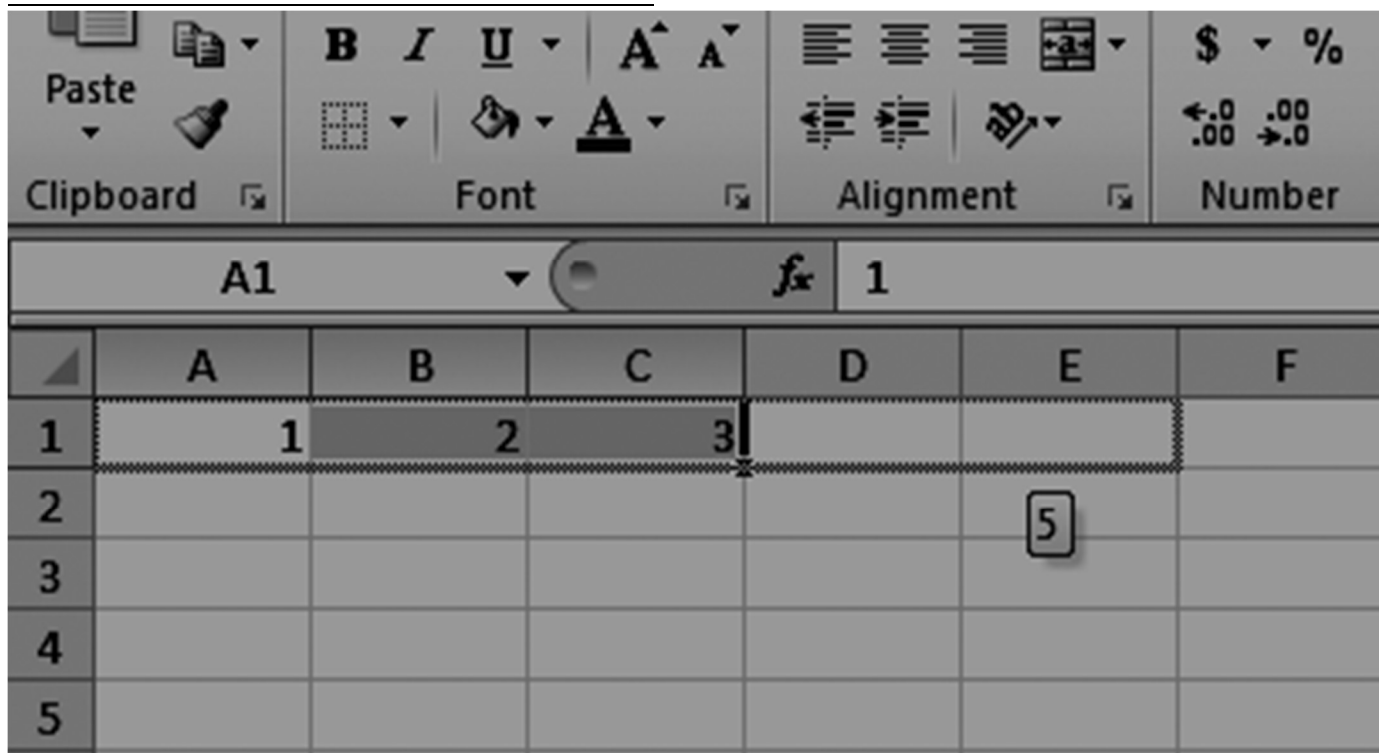 B I U A A $ %
Paste
A a ←.0 .00
.00 →.0
Clipboard Font Alignment Number
A1 fx 1
A B C D E F
1 1 2 3
2
5
3
4
5